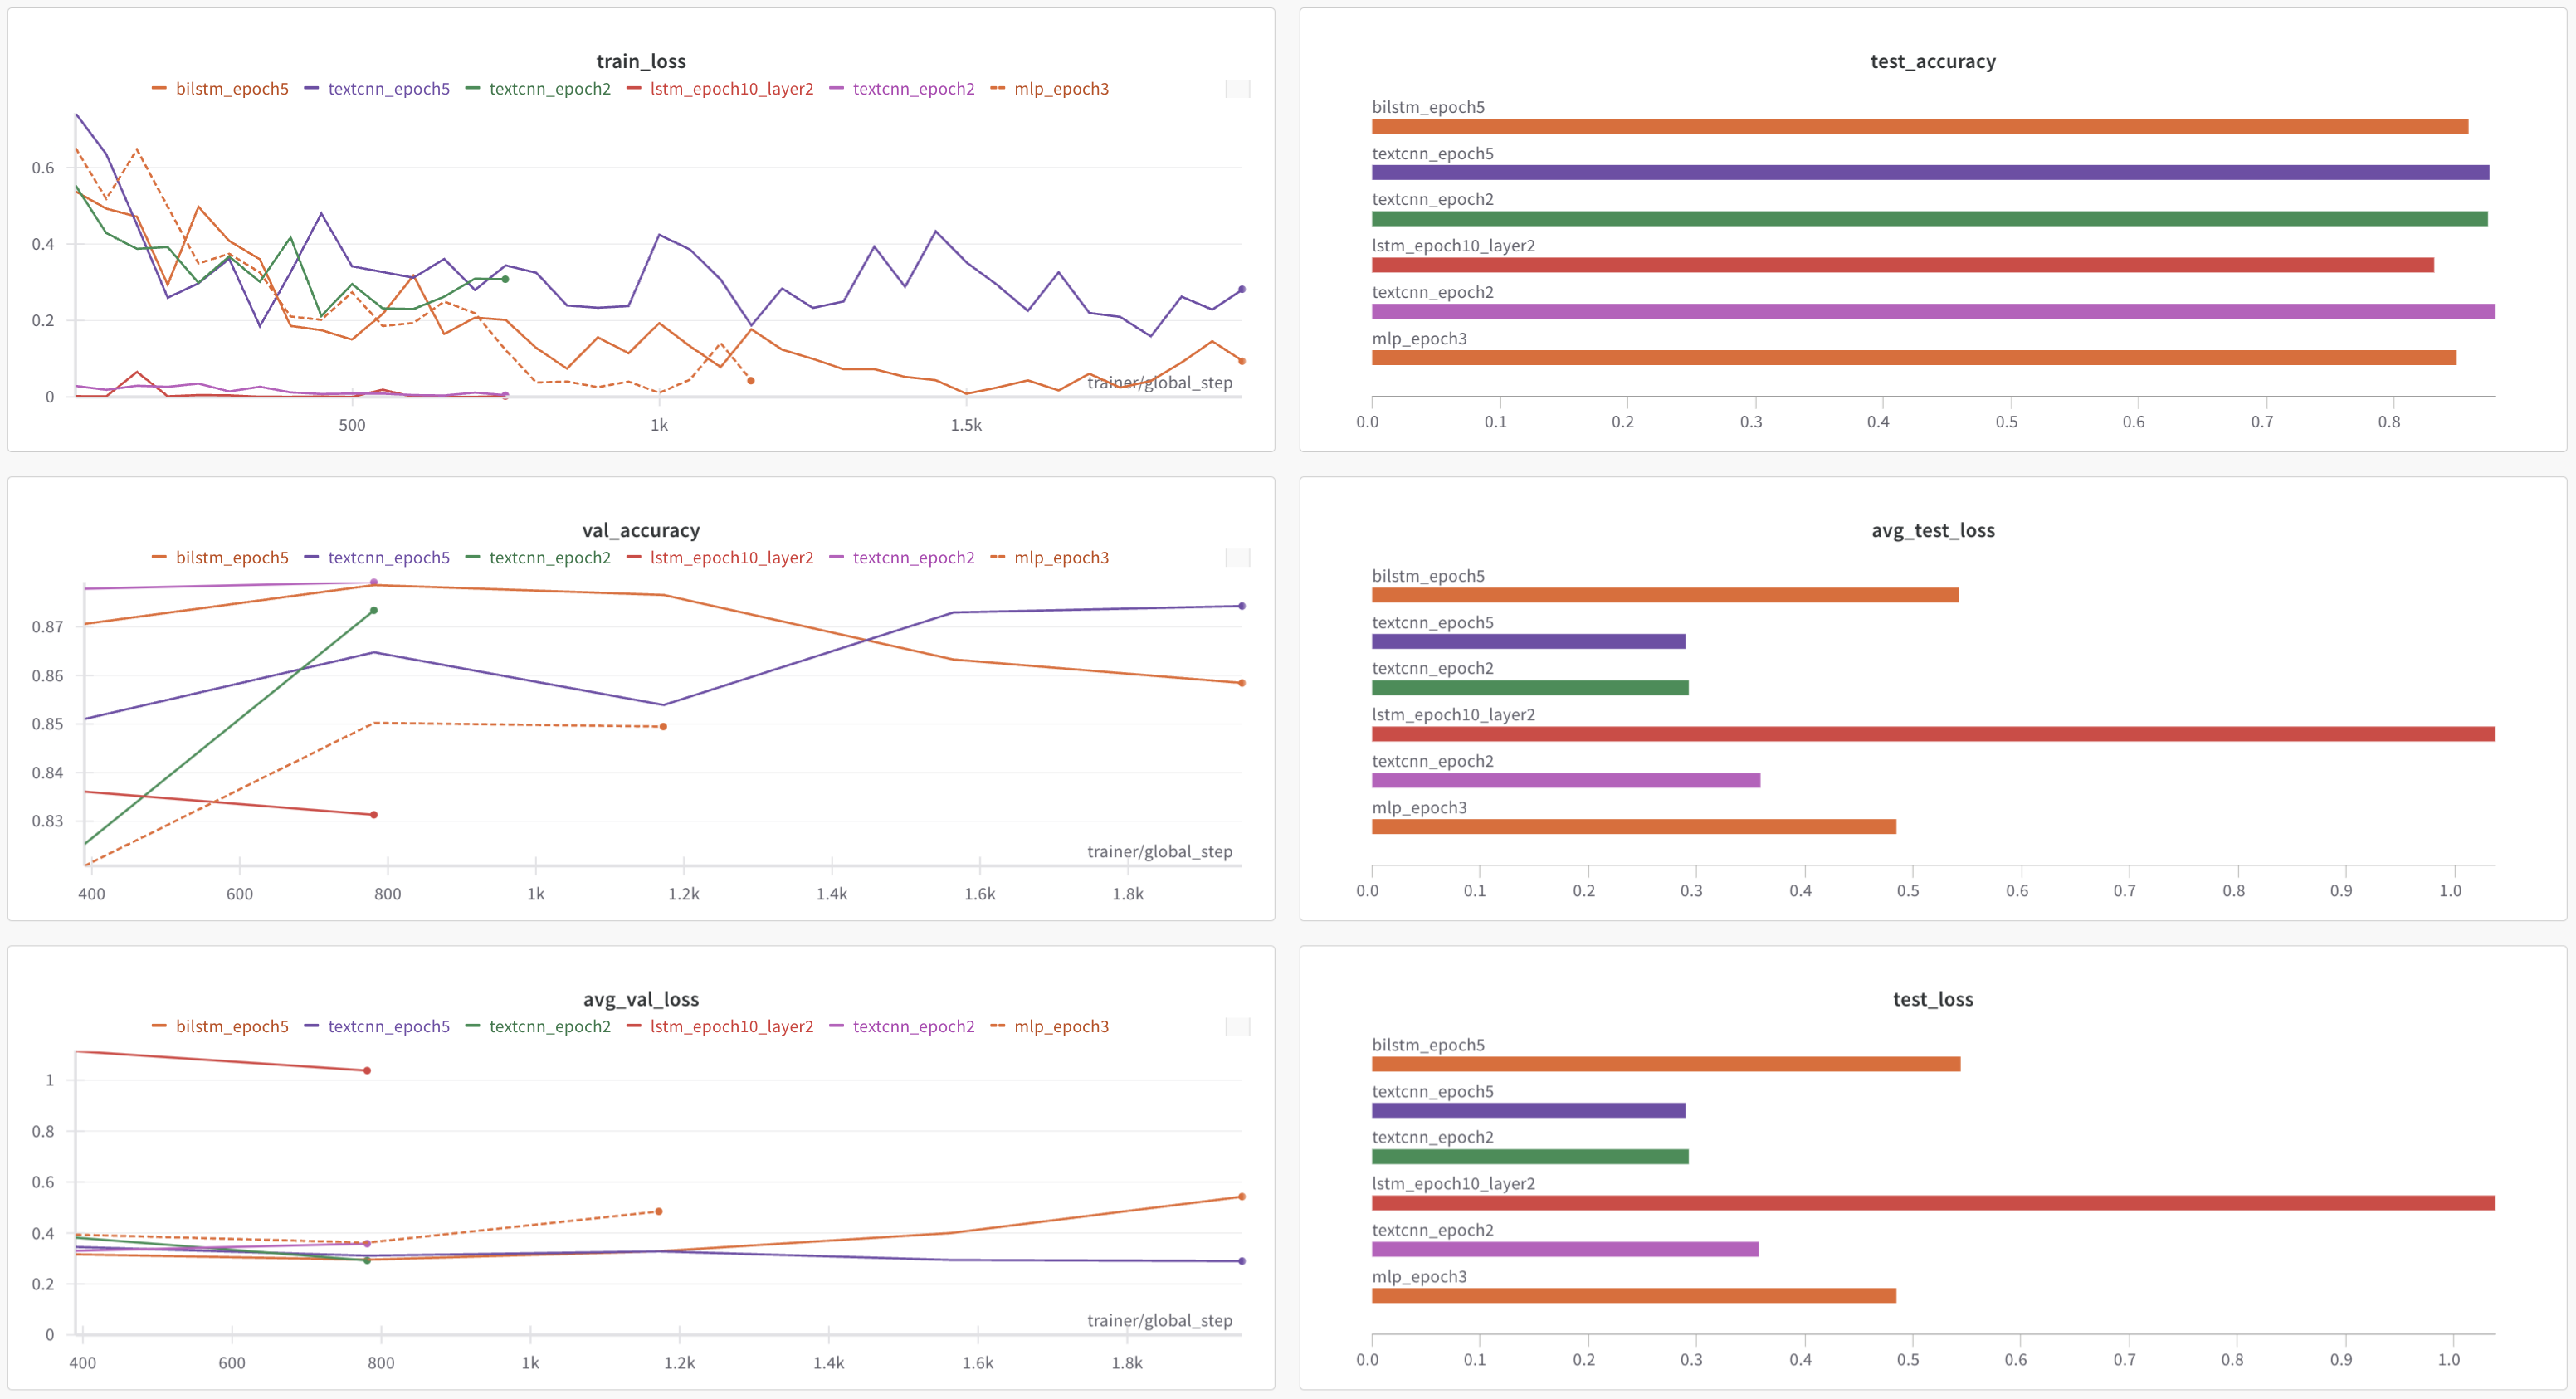 train_loss
bilstm_epoch5 textcnn_epoch5 textcnn_epoch2 lstm_epoch10_layer2 textcnn_epoch2 mlp_epoch3
0.6
0.4
0.2
0
trainer/global_step
500 1k 1.5k
test_accuracy
bilstm_epoch5
textcnn_epoch5
textcnn_epoch2
lstm_epoch10_layer2
textcnn_epoch2
mlp_epoch3
0.0 0.1 0.2 0.3 0.4 0.5 0.6 0.7 0.8
val_accuracy
bilstm_epoch5 textcnn_epoch5 textcnn_epoch2 lstm_epoch10_layer2 textcnn_epoch2 mlp_epoch3
0.87
0.86
0.85
0.84
0.83
trainer/global_step
400 600 800 1k 1.2k 1.4k 1.6k 1.8k
avg_test_loss
bilstm_epoch5
textcnn_epoch5
textcnn_epoch2
lstm_epoch10_layer2
textcnn_epoch2
mlp_epoch3
0.0 0.1 0.2 0.3 0.4 0.5 0.6 0.7 0.8 0.9 1.0
avg_val_loss
bilstm_epoch5 textcnn_epoch5 textcnn_epoch2 lstm_epoch10_layer2 textcnn_epoch2 mlp_epoch3
1
0.8
0.6
0.4
0.2
0
trainer/global_step
400 600 800 1k 1.2k 1.4k 1.6k 1.8k
test_loss
bilstm_epoch5
textcnn_epoch5
textcnn_epoch2
lstm_epoch10_layer2
textcnn_epoch2
mlp_epoch3
0.0 0.1 0.2 0.3 0.4 0.5 0.6 0.7 0.8 0.9 1.0